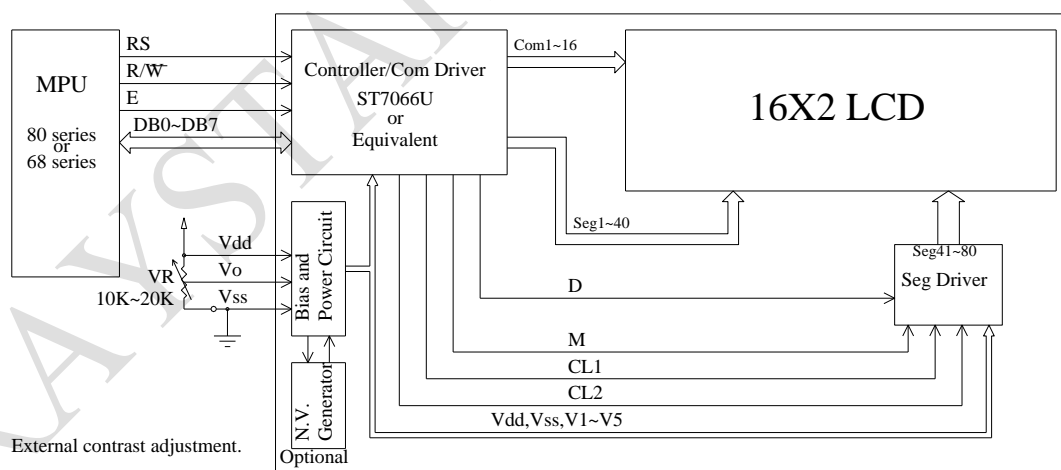 MPU
80 series
or
68 series
RS
R/W̅
E
DB0~DB7
Controller/Com Driver
ST7066U
or
Equivalent
Com1~16
16X2 LCD
Seg1~40
Seg41~80
Seg Driver
Vdd
Vo
Vss
VR
10K~20K
Bias and
Power Circuit
N.V.
Generator
Optional
D
M
CL1
CL2
Vdd,Vss,V1~V5
External contrast adjustment.